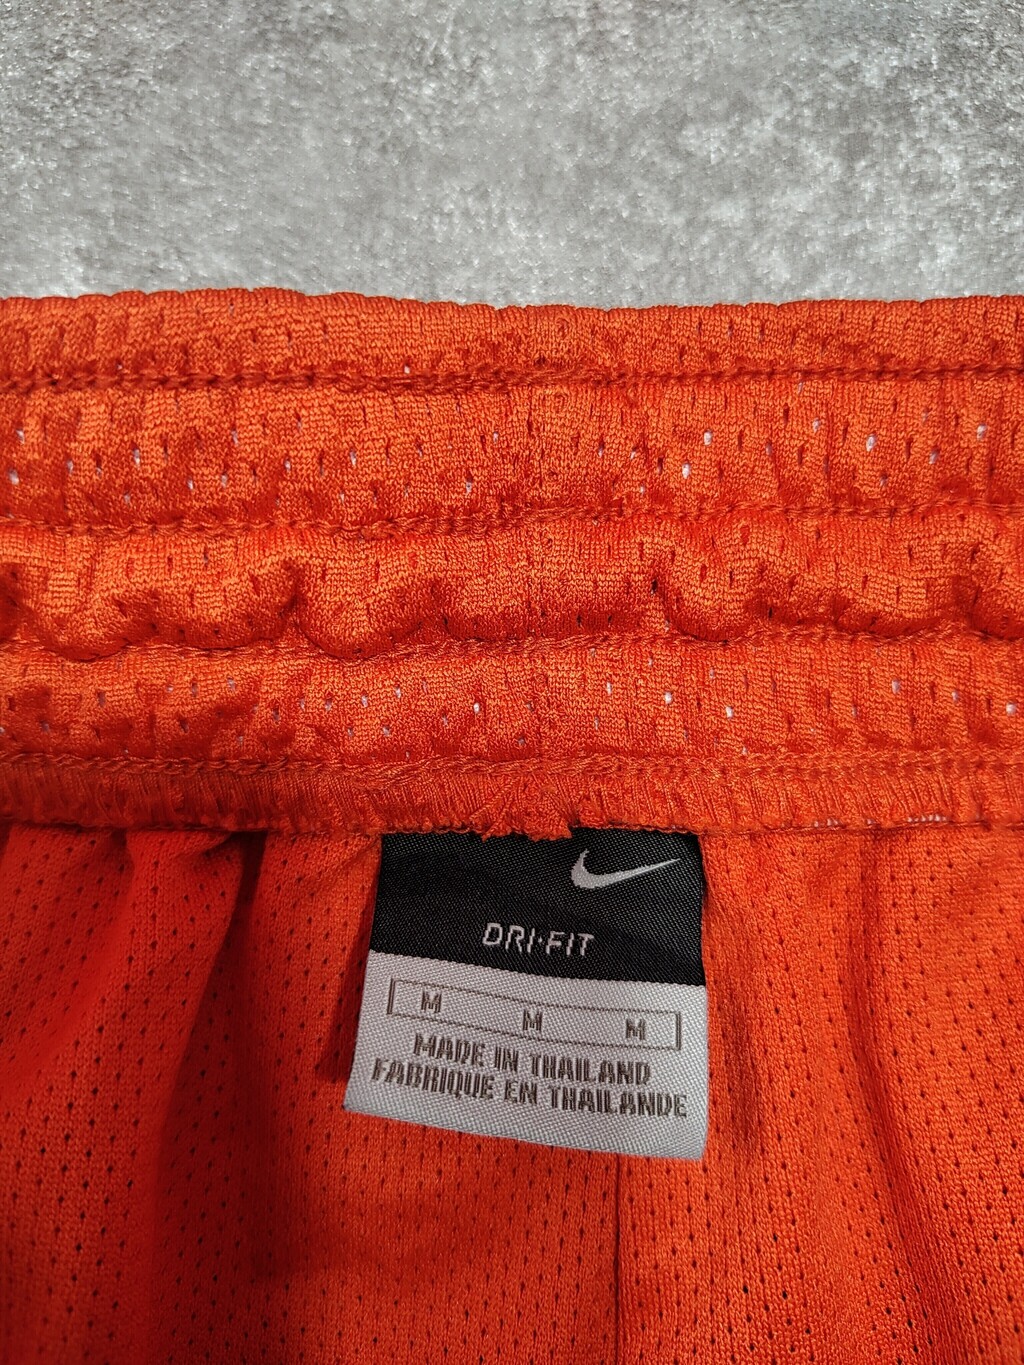 DRI-FIT
M M M
MADE IN THAILAND
FABRIQUE EN THAILANDE